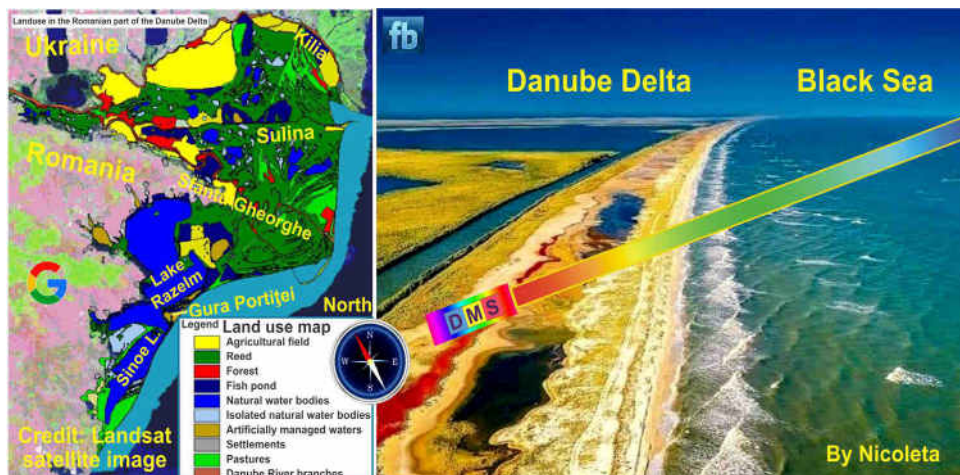 Landuse in the Romanian part of the Danube Delta
Ukraine
Kilia
Sulina
Romania
Sfântu Gheorghe
Lake
Razelm
Gura Portiţei
North
Sinoe L.
Credit: Landsat
satellite image
Legend Land use map
Agricultural field
Reed
Forest
Fish pond
Natural water bodies
Isolated natural water bodies
Artificially managed waters
Settlements
Pastures
Danube River branches
N
W E
S
G
fb
Danube Delta
Black Sea
DMS
By Nicoleta